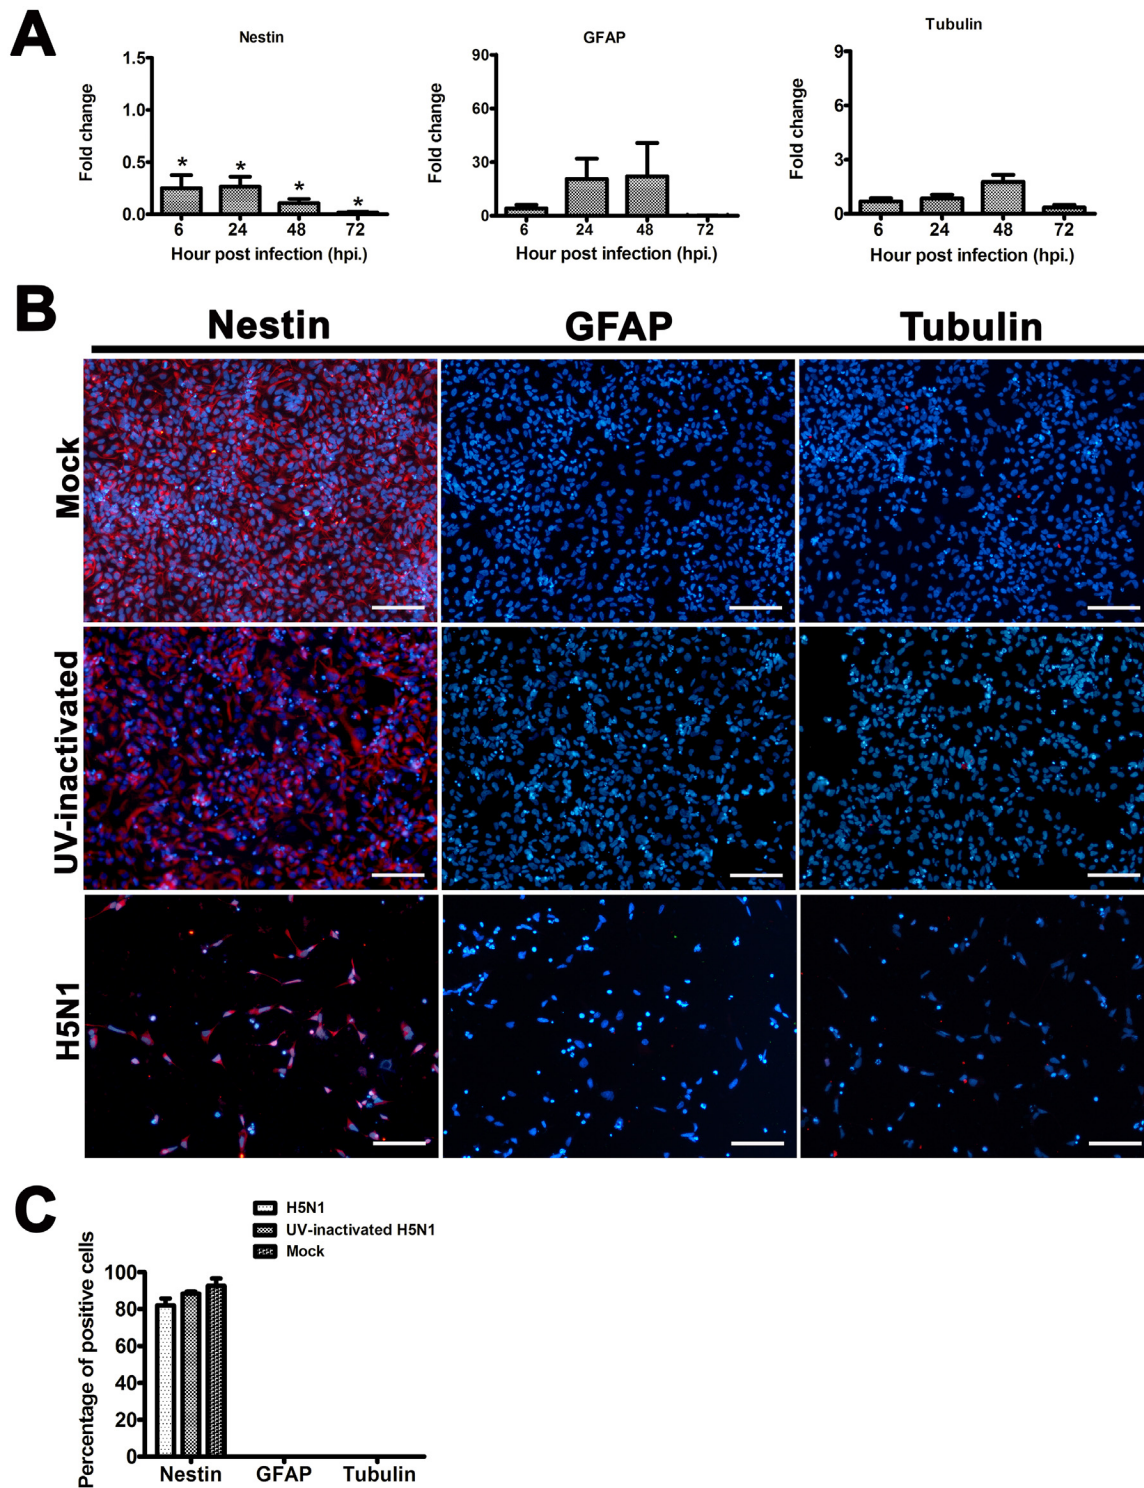 A
Nestin
GFAP
Tubulin
Fold change
1.5
1.0
0.5
0.0
* * * *
6 24 48 72
Hour post infection (hpi.)
Fold change
90
60
30
0
6 24 48 72
Hour post infection (hpi.)
Fold change
9
6
3
0
6 24 48 72
Hour post infection (hpi.)
B
Nestin GFAP Tubulin
Mock
UV-inactivated
H5N1
C
H5N1
UV-inactivated H5N1
Mock
Percentage of positive cells
100
80
60
40
20
0
Nestin GFAP Tubulin